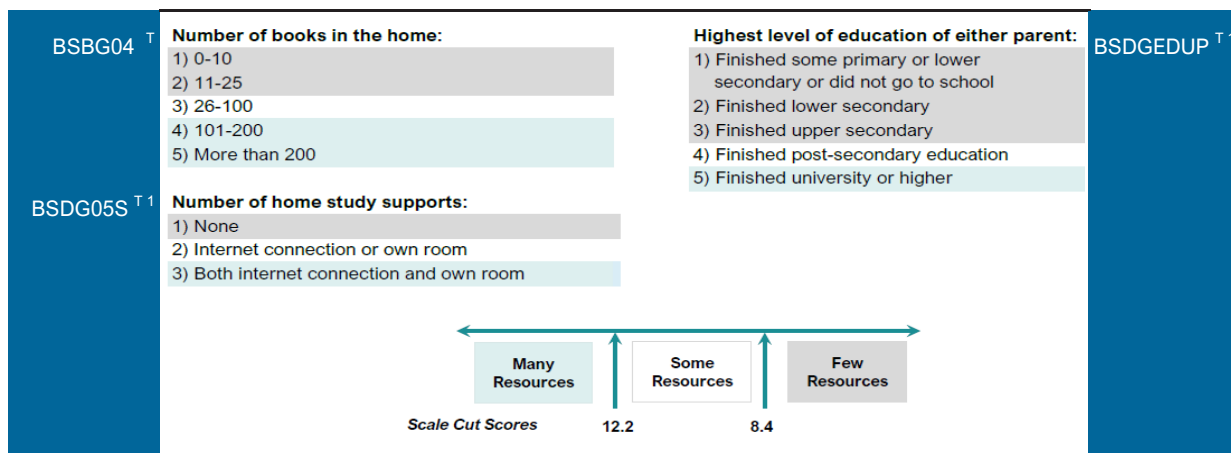 BSBG04 T
Number of books in the home:
1) 0-10
2) 11-25
3) 26-100
4) 101-200
5) More than 200
BSDG05S T 1
Number of home study supports:
1) None
2) Internet connection or own room
3) Both internet connection and own room
Highest level of education of either parent:
1) Finished some primary or lower
secondary or did not go to school
2) Finished lower secondary
3) Finished upper secondary
4) Finished post-secondary education
5) Finished university or higher
BSDGEDUP T 1
Many
Resources
Some
Resources
Few
Resources
Scale Cut Scores 12.2 8.4